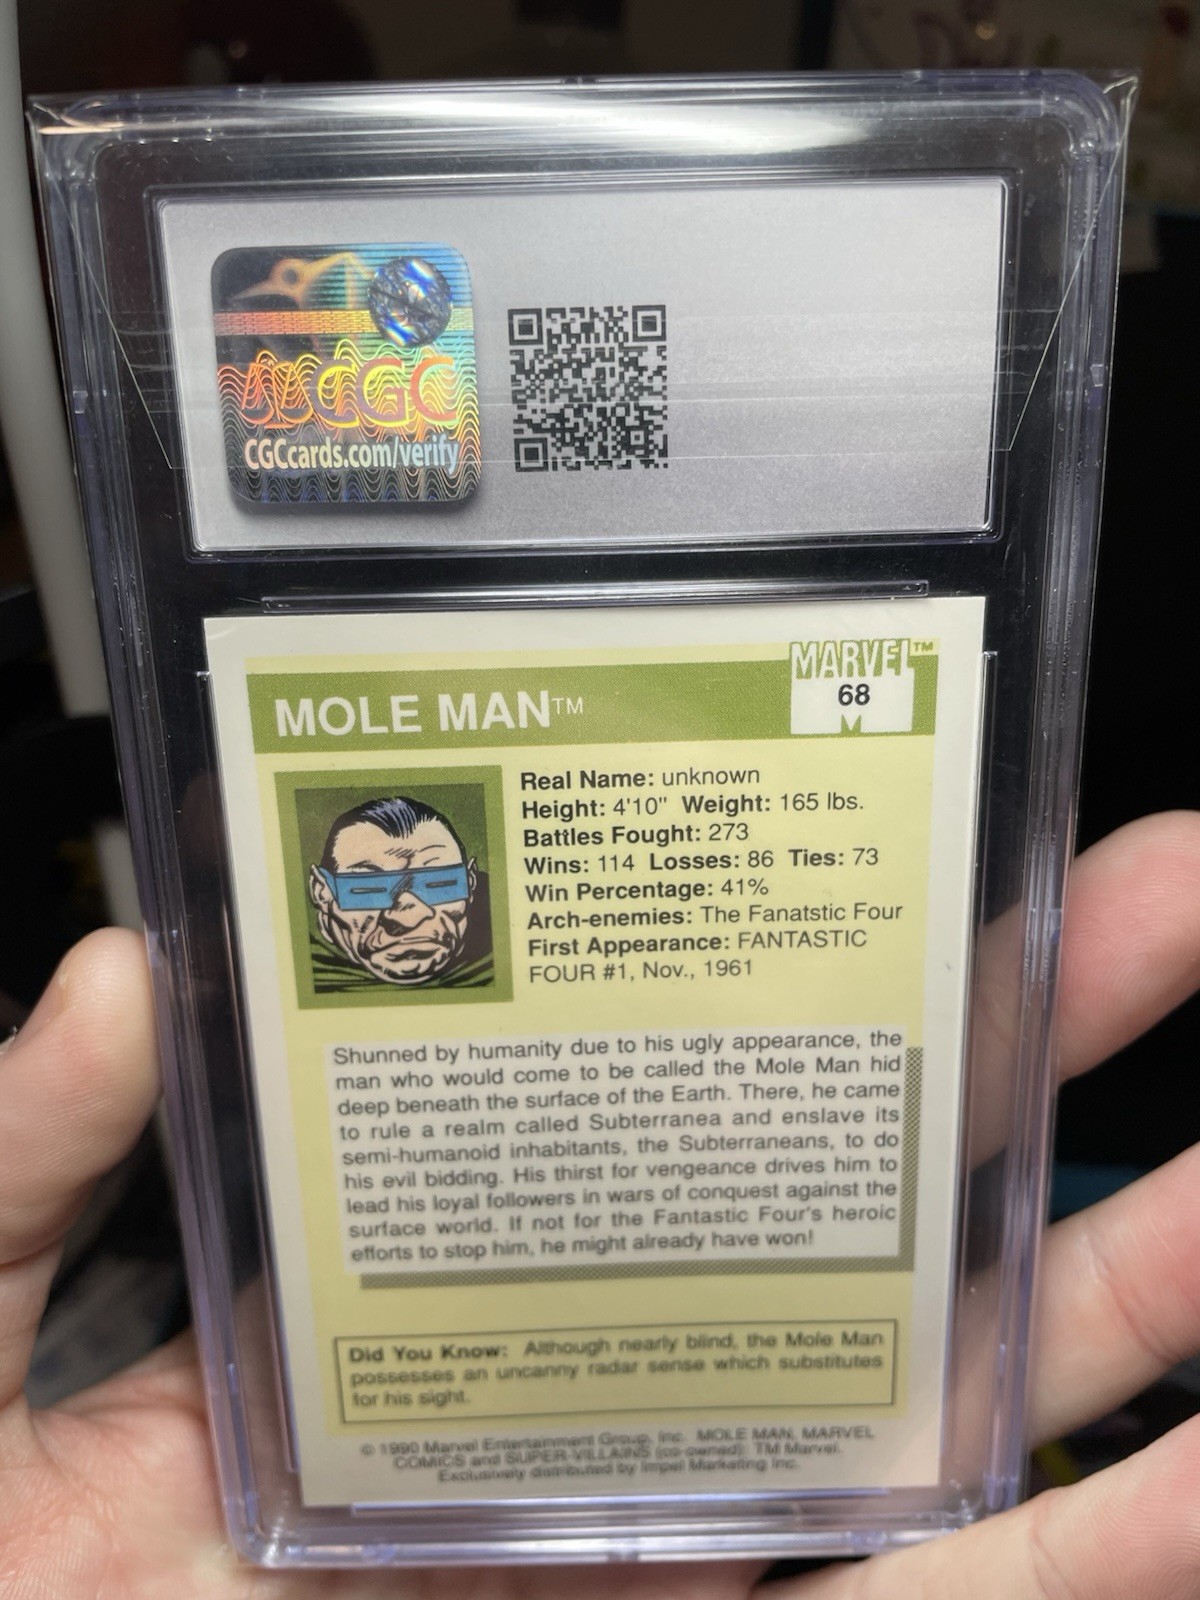 CGC
CGCcards.com/verify
MARVEL™
68
MOLE MAN™
Real Name: unknown
Height: 4'10" Weight: 165 lbs.
Battles Fought: 273
Wins: 114 Losses: 86 Ties: 73
Win Percentage: 41%
Arch-enemies: The Fanatstic Four
First Appearance: FANTASTIC
FOUR #1, Nov., 1961
Shunned by humanity due to his ugly appearance, the
man who would come to be called the Mole Man hid
deep beneath the surface of the Earth. There, he came
to rule a realm called Subterranea and enslave its
semi-humanoid inhabitants, the Subterraneans, to do
his evil bidding. His thirst for vengeance drives him to
lead his loyal followers in wars of conquest against the
surface world. If not for the Fantastic Four's heroic
efforts to stop him, he might already have won!
Did You Know: Although nearly blind, the Mole Man
possesses an uncanny radar sense which substitutes
for his sight.
© 1990 Marvel Entertainment Group, Inc. MOLE MAN, MARVEL
COMICS and SUPER-VILLAINS (co-owned): TM Marvel.
Exclusively distributed by Impel Marketing Inc.